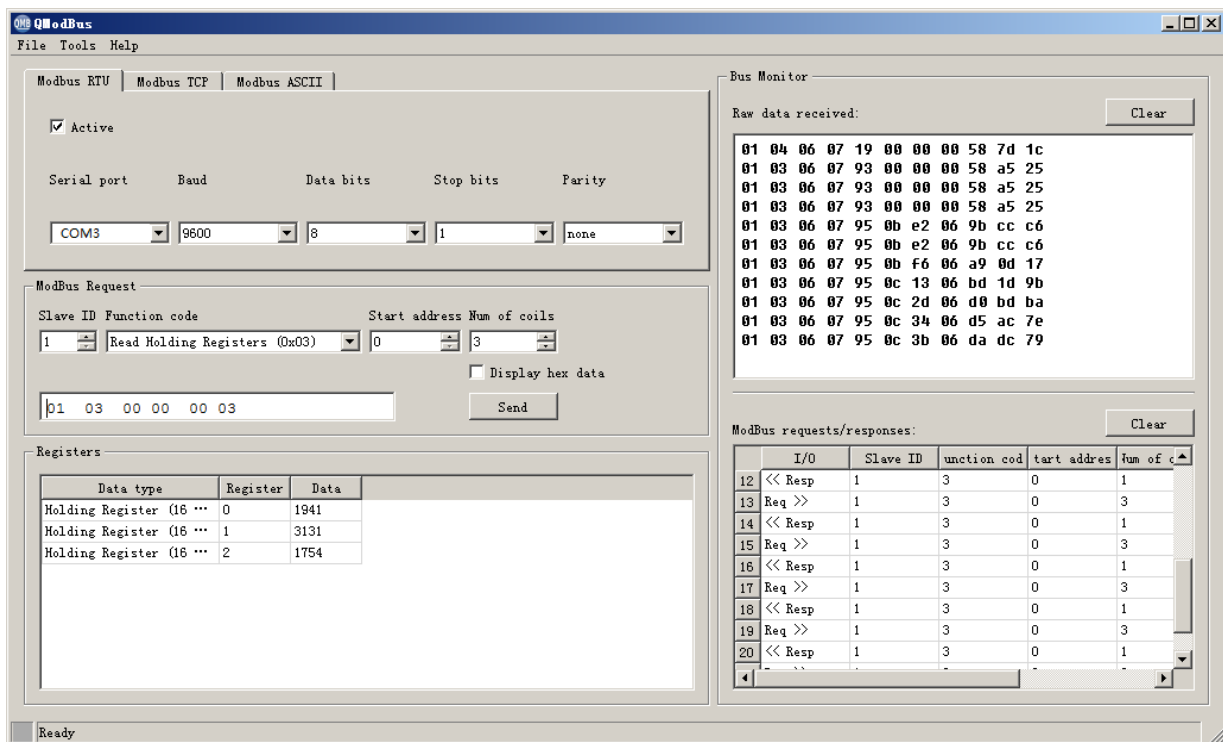 QModBus
File Tools Help
Modbus RTU Modbus TCP Modbus ASCII
Active
Serial port Baud Data bits Stop bits Parity
COM3 9600 8 1 none
ModBus Request
Slave ID Function code Start address Num of coils
1 Read Holding Registers (0x03) 0 3
Display hex data
01 03 00 00 00 03 Send
Registers
Data type Register Data
Holding Register (16 ... 0 1941
Holding Register (16 ... 1 3131
Holding Register (16 ... 2 1754
Bus Monitor
Raw data received: Clear
01 04 06 07 19 00 00 00 58 7d 1c
01 03 06 07 93 00 00 00 58 a5 25
01 03 06 07 93 00 00 00 58 a5 25
01 03 06 07 93 00 00 00 58 a5 25
01 03 06 07 95 0b e2 06 9b cc c6
01 03 06 07 95 0b e2 06 9b cc c6
01 03 06 07 95 0b f6 06 a9 0d 17
01 03 06 07 95 0c 13 06 bd 1d 9b
01 03 06 07 95 0c 2d 06 d0 bd ba
01 03 06 07 95 0c 34 06 d5 ac 7e
01 03 06 07 95 0c 3b 06 da dc 79
ModBus requests/responses: Clear
I/O Slave ID unction cod tart addres Num of c
12 << Resp 1 3 0 1
13 Req >> 1 3 0 3
14 << Resp 1 3 0 1
15 Req >> 1 3 0 3
16 << Resp 1 3 0 1
17 Req >> 1 3 0 3
18 << Resp 1 3 0 1
19 Req >> 1 3 0 3
20 << Resp 1 3 0 1
Ready